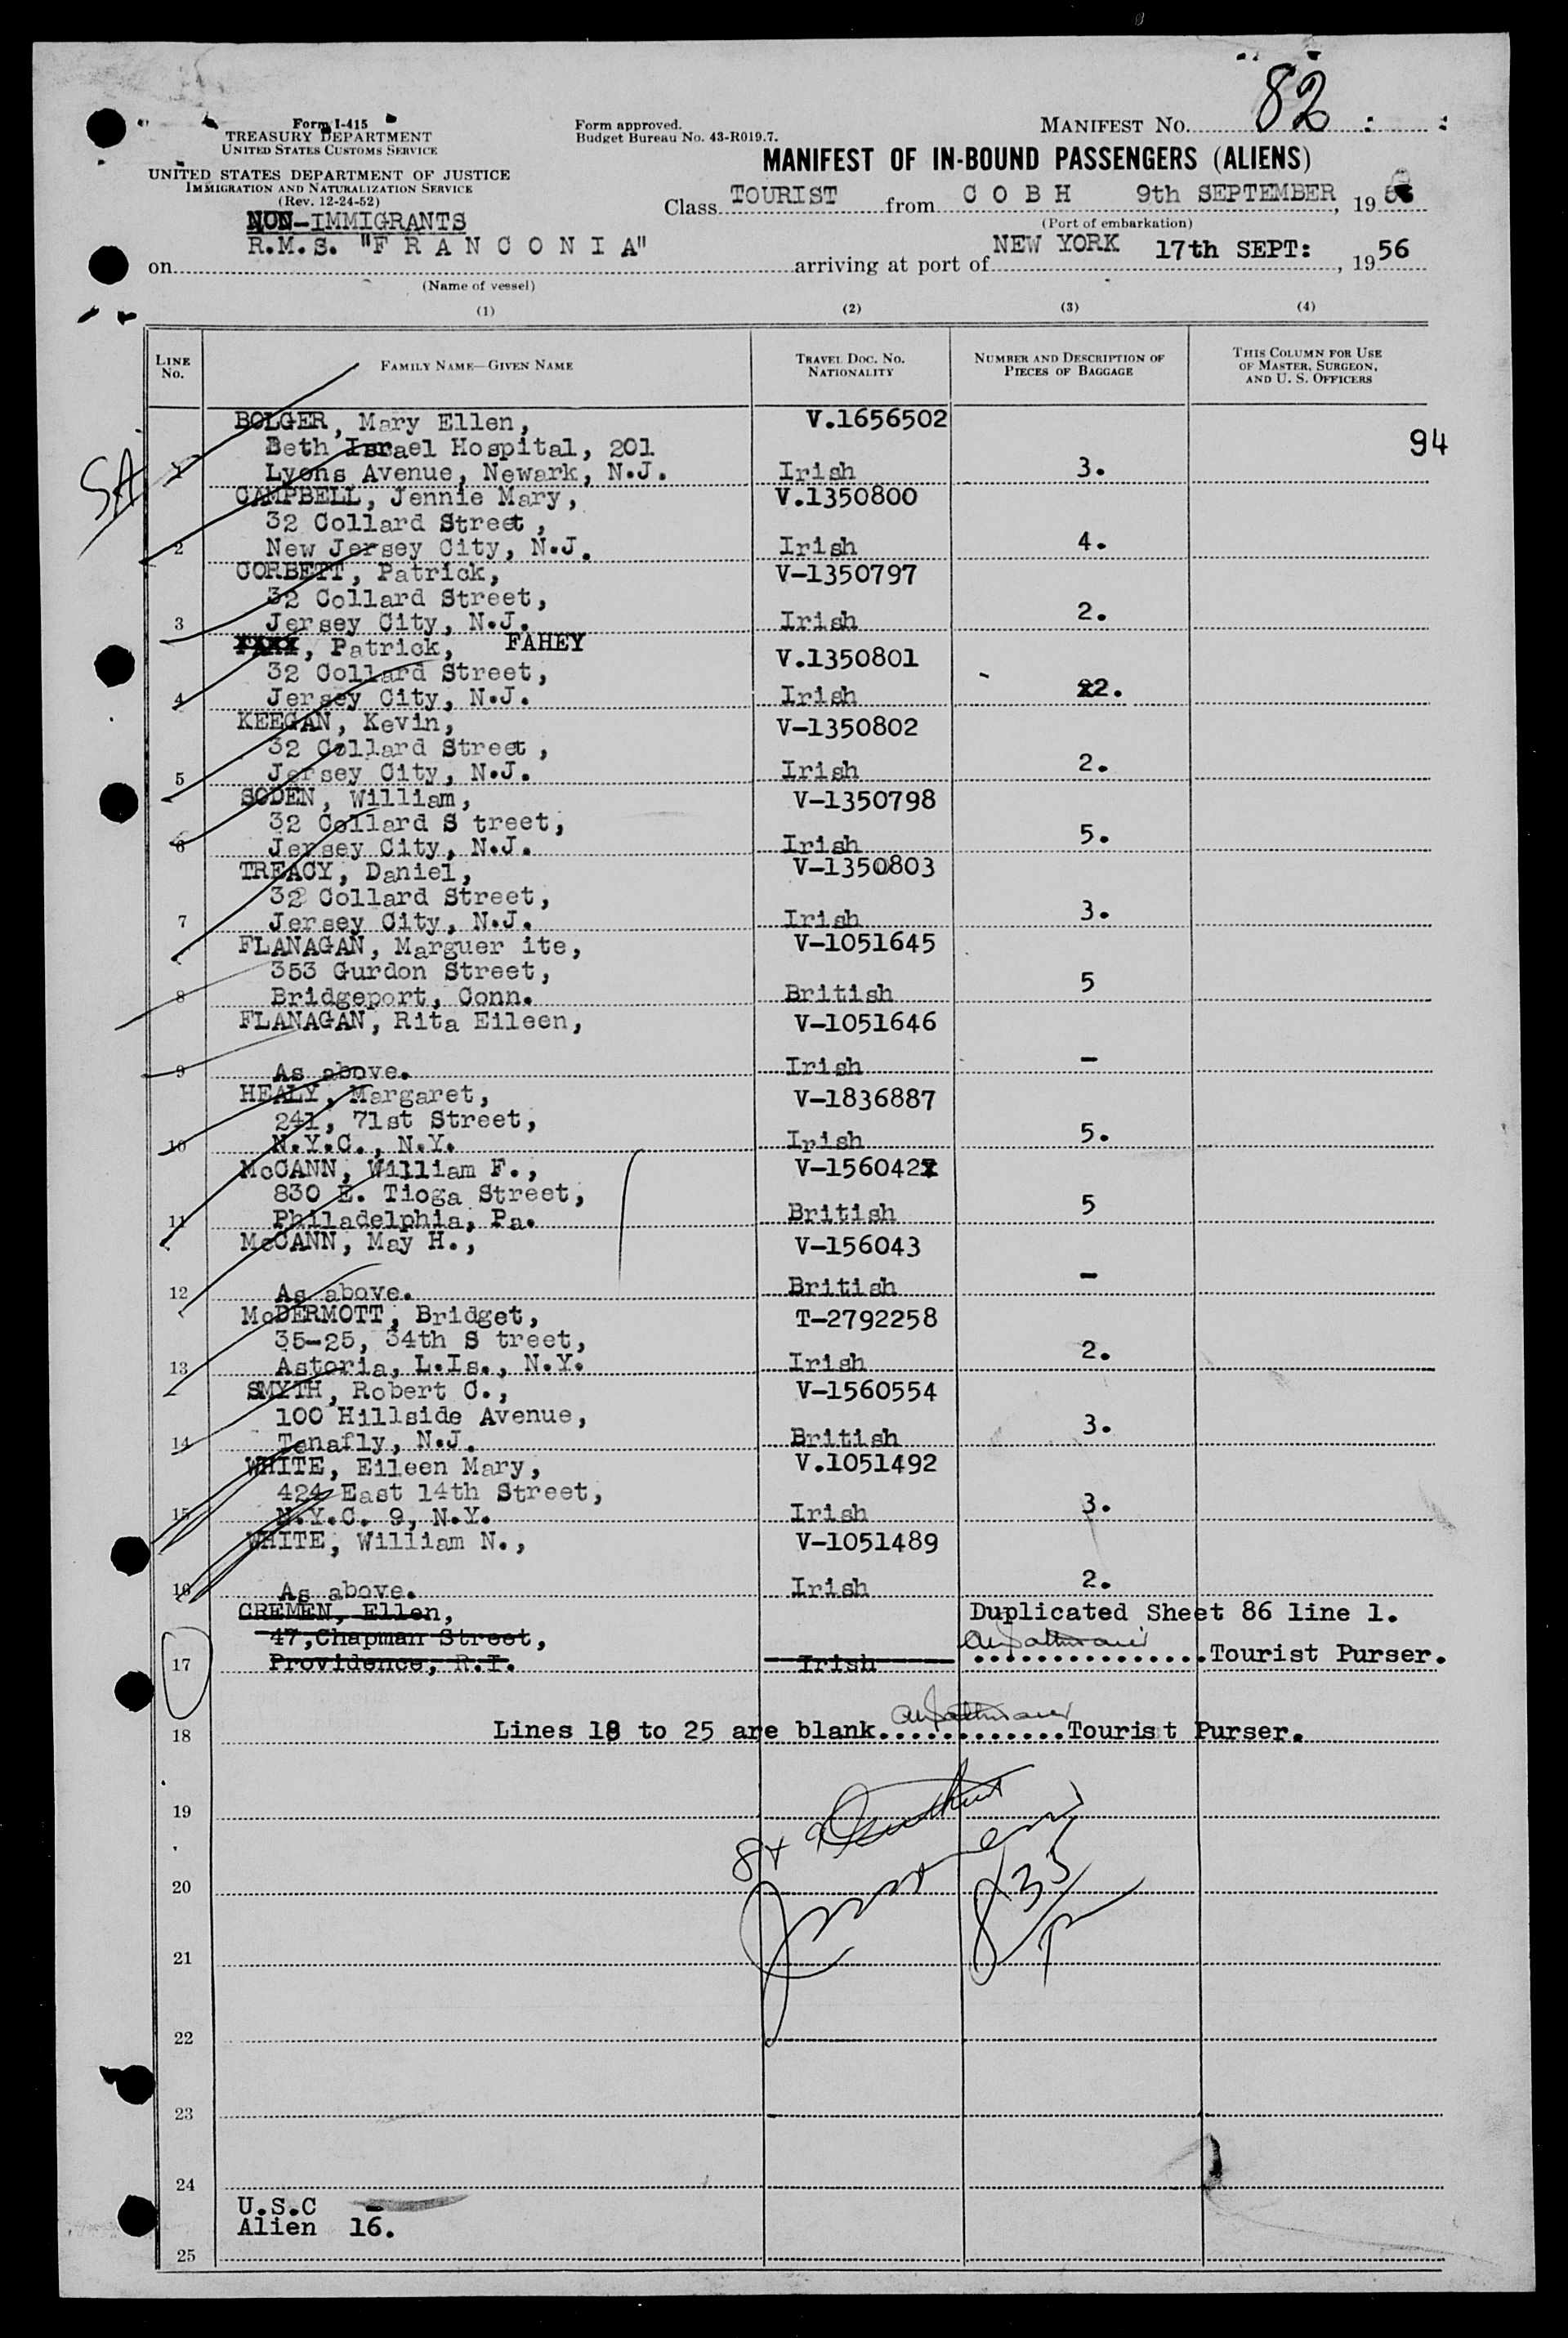 82
Form I-415
TREASURY DEPARTMENT
UNITED STATES CUSTOMS SERVICE
Form approved.
Budget Bureau No. 43-R019.7.
MANIFEST No. 82
UNITED STATES DEPARTMENT OF JUSTICE
IMMIGRATION AND NATURALIZATION SERVICE
(Rev. 12-24-52)
MANIFEST OF IN-BOUND PASSENGERS (ALIENS)
NON-IMMIGRANTS
Class TOURIST from C O B H 9th SEPTEMBER, 19
(Port of embarkation)
on R.M.S. "F R A N C O N I A" arriving at port of NEW YORK 17th SEPT:, 1956
(Name of vessel)
(1) (2) (3) (4)
LINE No. FAMILY NAME—GIVEN NAME TRAVEL DOC. NO. NATIONALITY NUMBER AND DESCRIPTION OF PIECES OF BAGGAGE THIS COLUMN FOR USE OF MASTER, SURGEON, AND U. S. OFFICERS
BOLGER, Mary Ellen, V.1656502
Beth Israel Hospital, 201 94
SA
1 Lyons Avenue, Newark, N.J. Irish 3.
CAMPBELL, Jennie Mary, V.1350800
32 Collard Street,
2 New Jersey City, N.J. Irish 4.
CORBETT, Patrick, V-1350797
32 Collard Street,
3 Jersey City, N.J. Irish 2.
, Patrick, FAHEY V.1350801
32 Collard Street,
4 Jersey City, N.J. Irish 2.
KEEGAN, Kevin, V-1350802
32 Collard Street,
5 Jersey City, N.J. Irish 2.
SODEN, William, V-1350798
32 Collard S treet,
6 Jersey City, N.J. Irish 5.
TREACY, Daniel, V-1350803
32 Collard Street,
7 Jersey City, N.J. Irish 3.
FLANAGAN, Marguer ite, V-1051645
353 Gurdon Street,
8 Bridgeport, Conn. British 5
FLANAGAN, Rita Eileen, V-1051646
9 As above. Irish -
HEALY, Margaret, V-1836887
241, 71st Street,
10 N.Y.C., N.Y. Irish 5.
McCANN, William F., V-156042
830 E. Tioga Street,
11 Philadelphia, Pa. British 5
McCANN, May H., V-156043
12 As above. British -
McDERMOTT, Bridget, T-2792258
35-25, 34th S treet,
13 Astoria, L.Is., N.Y. Irish 2.
SMYTH, Robert C., V-1560554
100 Hillside Avenue,
14 Tenafly, N.J. British 3.
WHITE, Eileen Mary, V.1051492
424 East 14th Street,
15 N.Y.C. 9, N.Y. Irish 3.
WHITE, William N., V-1051489
16 As above. Irish 2.
CREMEN, Ellen, Duplicated Sheet 86 line 1.
47, Chapman Street,
17 Providence, R.I. Irish ...............Tourist Purser.
18 Lines 18 to 25 are blank............Tourist Purser.
19
20
21
22
23
24
U.S.C -
Alien 16.
25